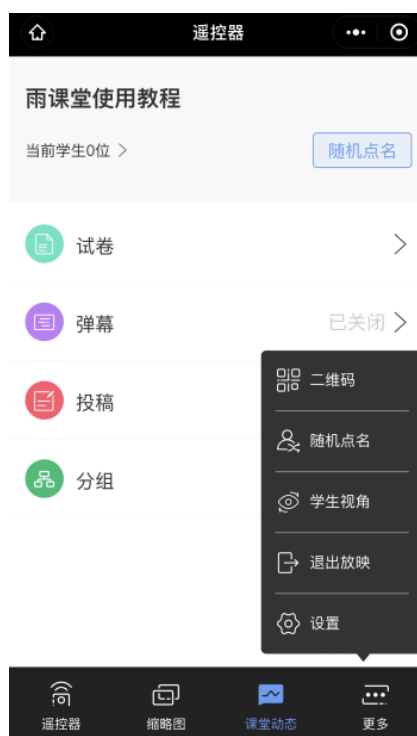 遥控器
雨课堂使用教程
当前学生0位
随机点名
试卷
弹幕
已关闭
投稿
分组
二维码
随机点名
学生视角
退出放映
设置
遥控器
缩略图
课堂动态
更多